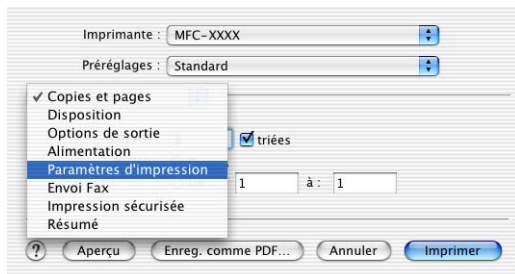 Imprimante : MFC-XXXX
Préréglages : Standard
✓ Copies et pages
Disposition
Options de sortie
triées
Alimentation
Paramètres d'impression
1 à : 1
Envoi Fax
Impression sécurisée
Résumé
? Aperçu Enreg. comme PDF... Annuler Imprimer